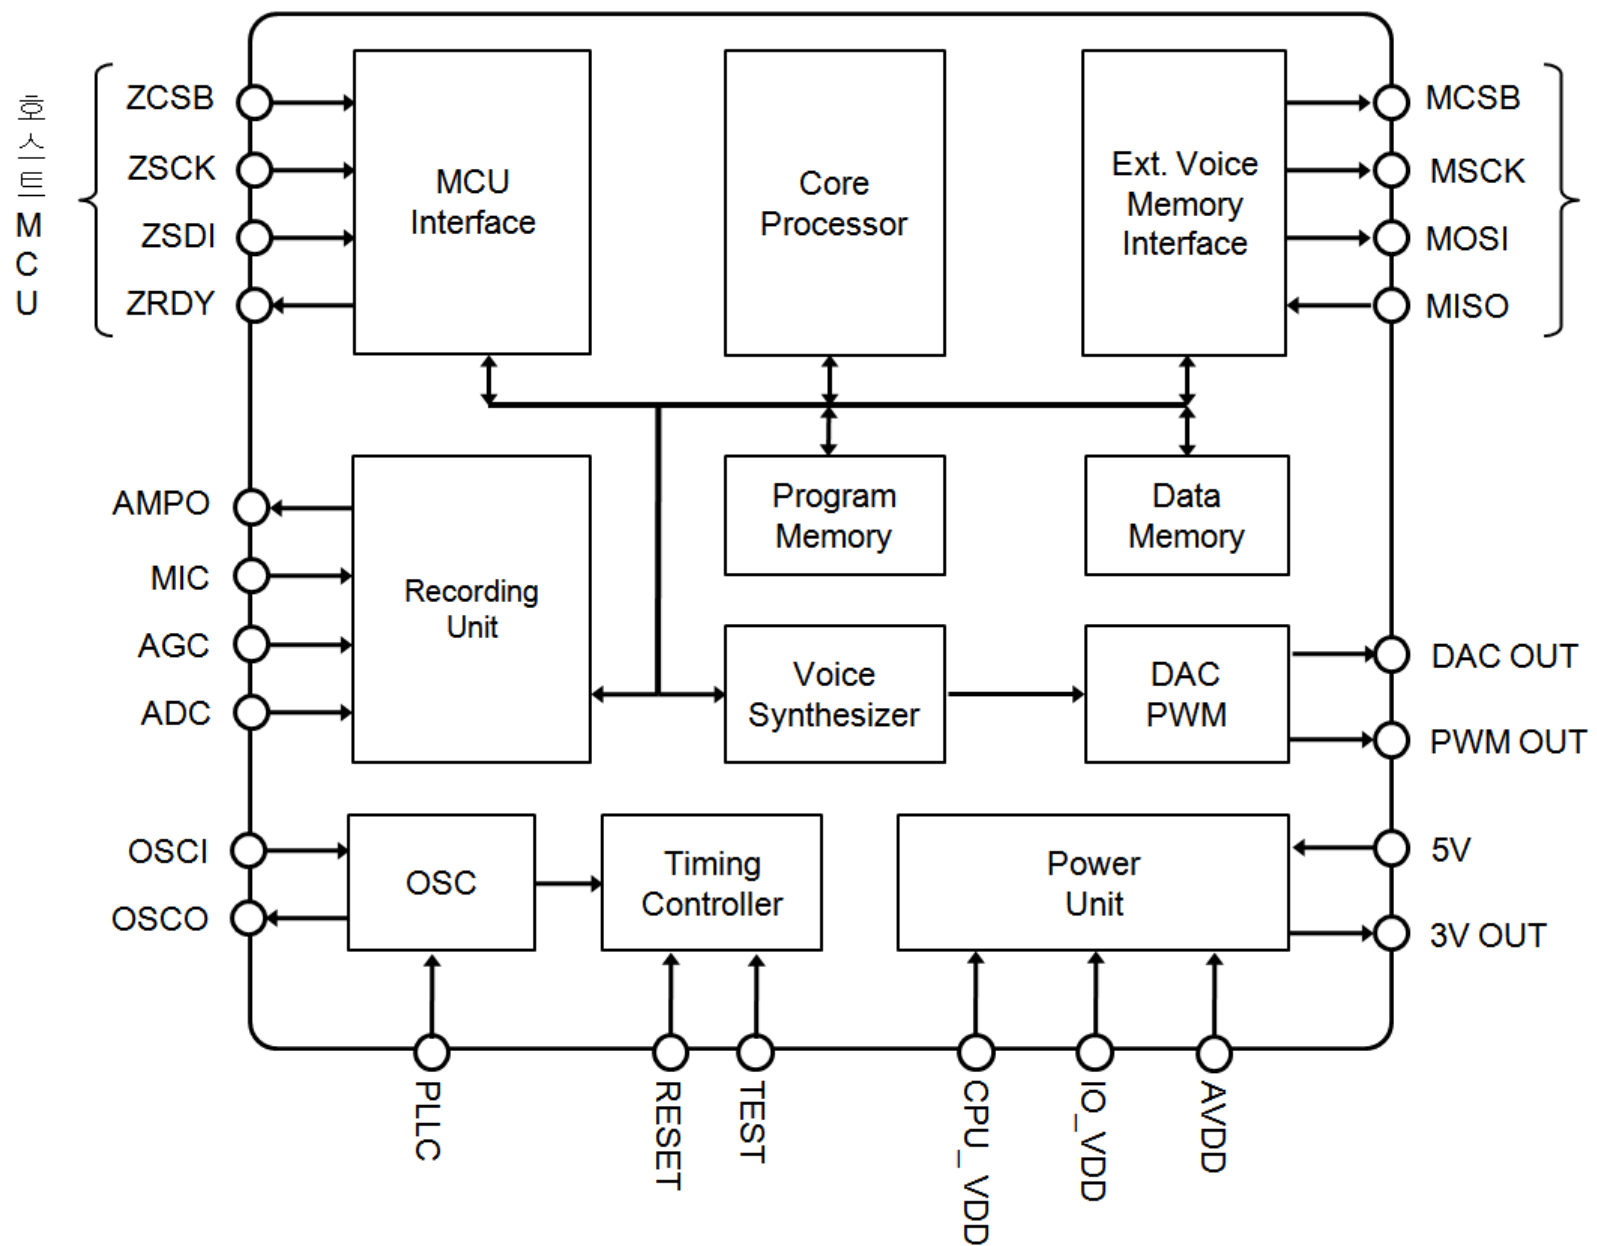 호스트MCU
ZCSB
ZSCK
ZSDI
ZRDY
MCU
Interface
Core
Processor
Ext. Voice
Memory
Interface
MCSB
MSCK
MOSI
MISO
AMPO
MIC
AGC
ADC
Recording
Unit
Program
Memory
Data
Memory
Voice
Synthesizer
DAC
PWM
DAC OUT
PWM OUT
OSCI
OSCO
OSC
Timing
Controller
Power
Unit
5V
3V OUT
PLLC
RESET
TEST
CPU_VDD
IO_VDD
AVDD